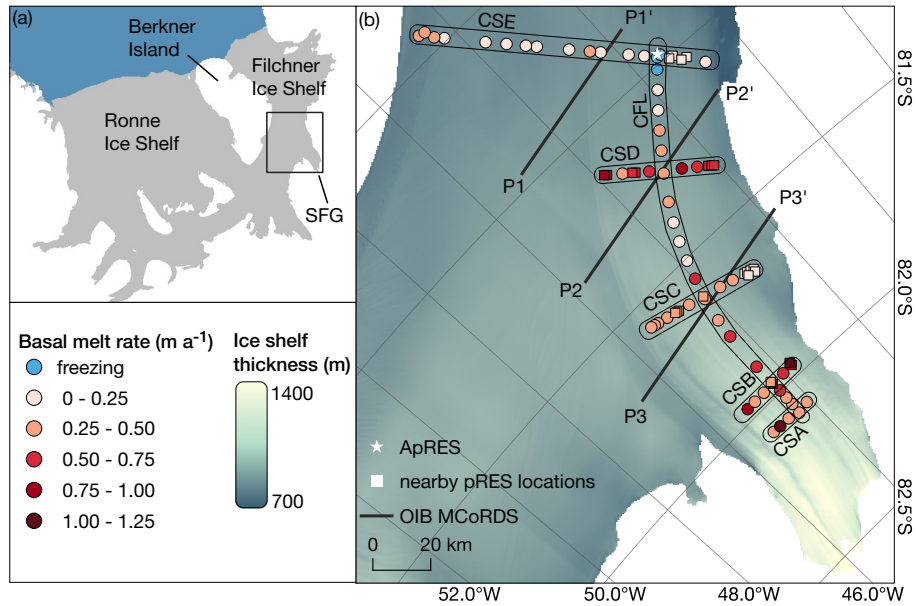 (a)
Berkner
Island
Filchner
Ice Shelf
Ronne
Ice Shelf
SFG
Basal melt rate (m a⁻¹)
freezing
0 - 0.25
0.25 - 0.50
0.50 - 0.75
0.75 - 1.00
1.00 - 1.25
Ice shelf
thickness (m)
1400
700
(b)
CSE
P1'
81.5°S
CFL
P2'
CSD
P1
P3'
P2
82.0°S
CSC
P3
CSB
CSA
ApRES
nearby pRES locations
OIB MCoRDS
0 20 km
82.5°S
52.0°W
50.0°W
48.0°W
46.0°W